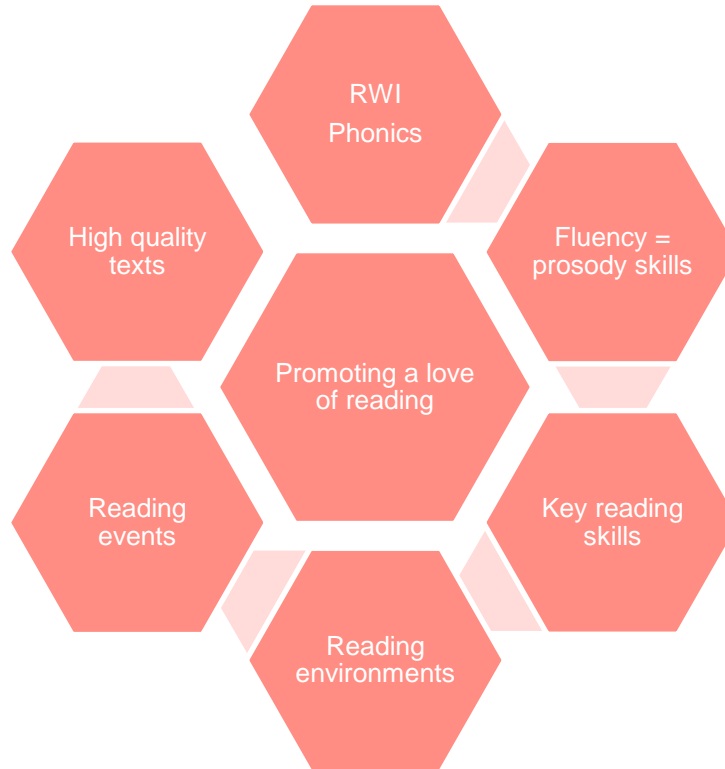 RWI
Phonics
High quality
texts
Fluency =
prosody skills
Promoting a love
of reading
Reading
events
Key reading
skills
Reading
environments